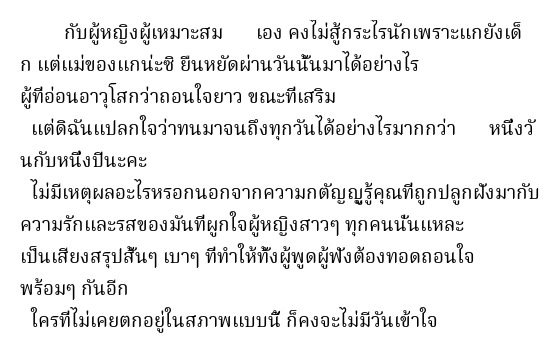 กับผู้หญิงผู้เหมาะสม เอง คงไม่สู้กระไรนักเพราะแกยังเด็
ก แต่แม่ของแกน่ะซิ ยืนหยัดผ่านวันนั้นมาได้อย่างไร
ผู้ที่อ่อนอาวุโสกว่าถอนใจยาว ขณะที่เสริม
แต่ดิฉันแปลกใจว่าทนมาจนถึงทุกวันได้อย่างไรมากกว่า หนึ่งวั
นกับหนึ่งปีนะคะ
ไม่มีเหตุผลอะไรหรอกนอกจากความกตัญญูรู้คุณที่ถูกปลูกฝังมากับ
ความรักและรสของมันที่ผูกใจผู้หญิงสาวๆ ทุกคนนั่นแหละ
เป็นเสียงสรุปสั้นๆ เบาๆ ที่ทำให้ทั้งผู้พูดผู้ฟังต้องทอดถอนใจ
พร้อมๆ กันอีก
ใครที่ไม่เคยตกอยู่ในสภาพแบบนี้ ก็คงจะไม่มีวันเข้าใจ